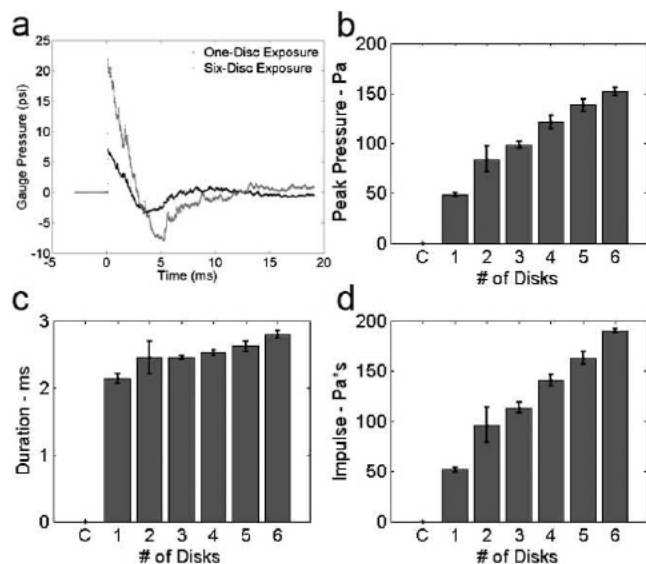 a
One-Disc Exposure
Six-Disc Exposure
Gauge Pressure (psi)
25
20
15
10
5
0
-5
-10
-5
0
5
10
15
20
Time (ms)
b
Peak Pressure - Pa
200
150
100
50
0
C 1 2 3 4 5 6
# of Disks
c
Duration - ms
3
2
1
0
C 1 2 3 4 5 6
# of Disks
d
Impulse - Pa*s
200
150
100
50
0
C 1 2 3 4 5 6
# of Disks